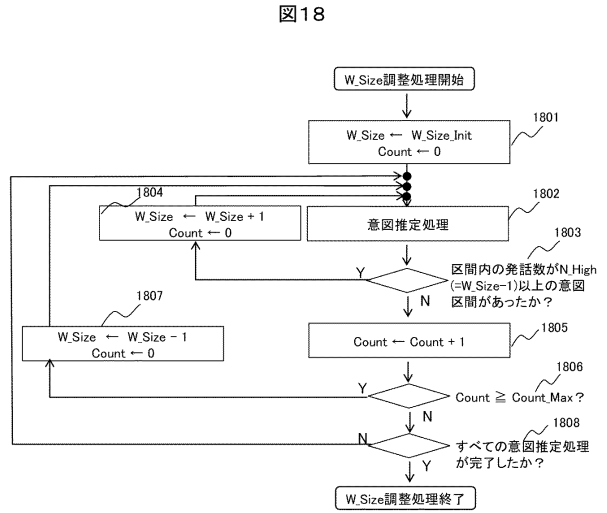 図18
W_Size調整処理開始
1801
W_Size ← W_Size_Init
Count ← 0
1804
W_Size ← W_Size + 1
Count ← 0
1802
意図推定処理
1803
区間内の発話数がN_High
(=W_Size-1)以上の意図
区間があったか?
Y
N
1807
W_Size ← W_Size - 1
Count ← 0
1805
Count ← Count + 1
1806
Count ≧ Count_Max?
Y
N
1808
すべての意図推定処理
が完了したか?
N
Y
W_Size調整処理終了